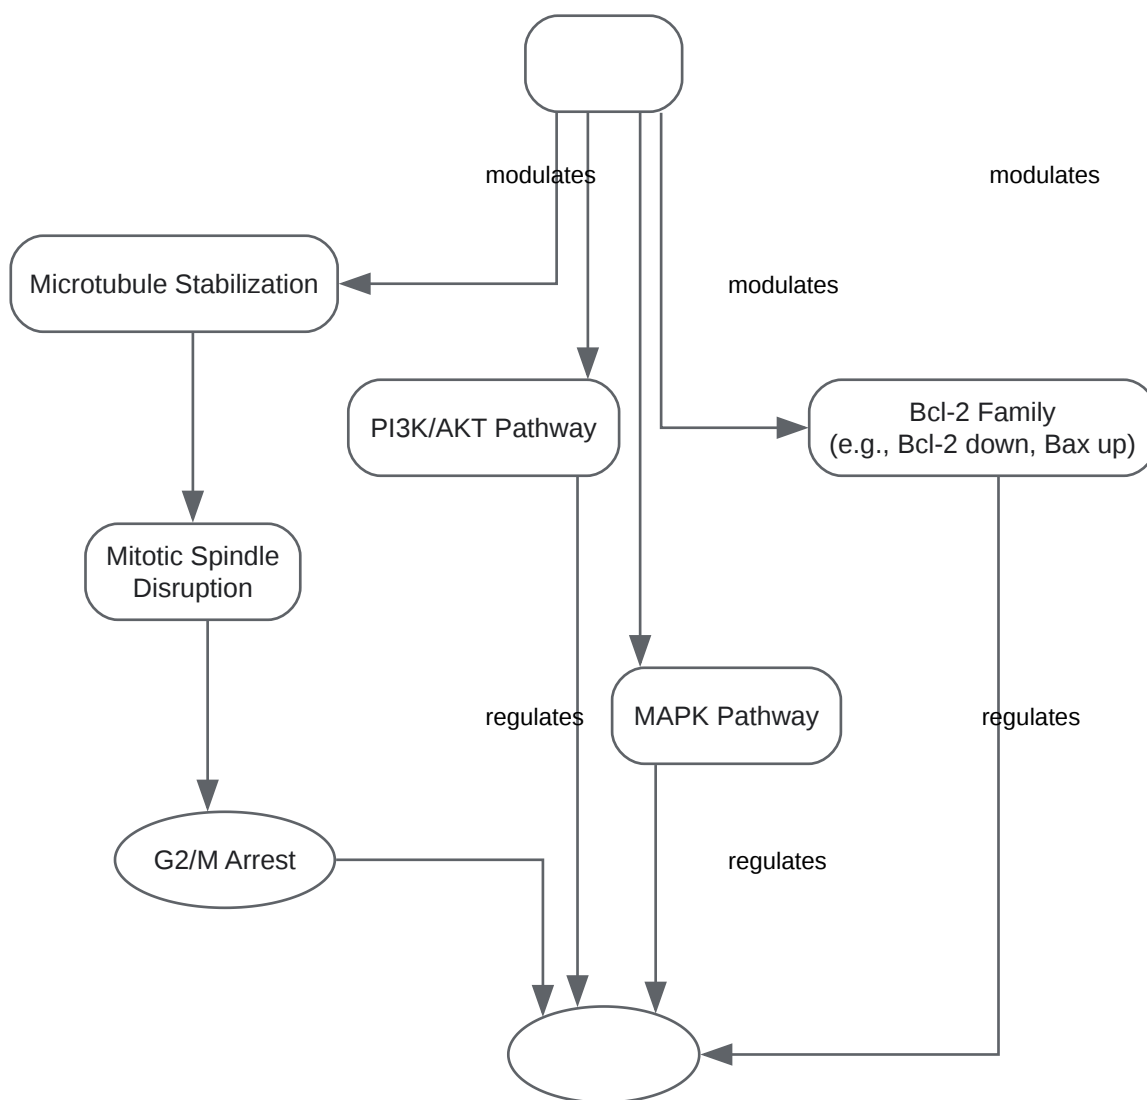 modulates
modulates
Microtubule Stabilization
modulates
PI3K/AKT Pathway
Bcl-2 Family
(e.g., Bcl-2 down, Bax up)
Mitotic Spindle
Disruption
regulates
MAPK Pathway
regulates
G2/M Arrest
regulates